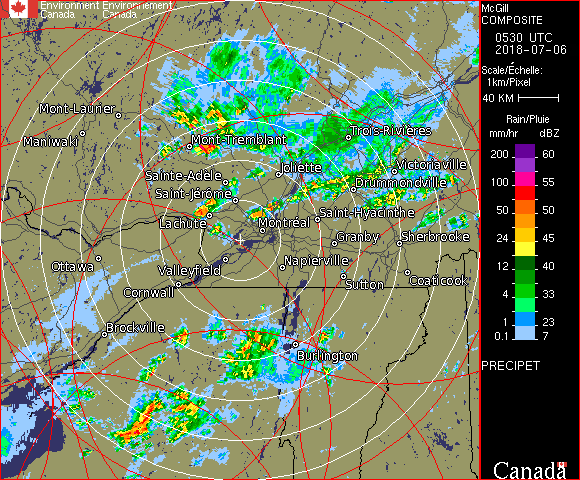 Environment Environnement
Canada Canada
McGill
COMPOSITE
0530 UTC
2018-07-06
Scale/Échelle:
1km/Pixel
40 KM
Rain/Pluie
mm/hr dBZ
200 60
100 55
50 50
24 45
12 40
4 33
1 23
0.1 7
PRECIPET
Canada
Mont-Laurier
Maniwaki
Mont-Tremblant
Trois-Rivières
Joliette
Victoriaville
Sainte-Adèle
Drummondville
Saint-Jérôme
Lachute
Montréal
Saint-Hyacinthe
Granby
Sherbrooke
Ottawa
Valleyfield
Napierville
Cornwall
Sutton
Coaticook
Brockville
Burlington